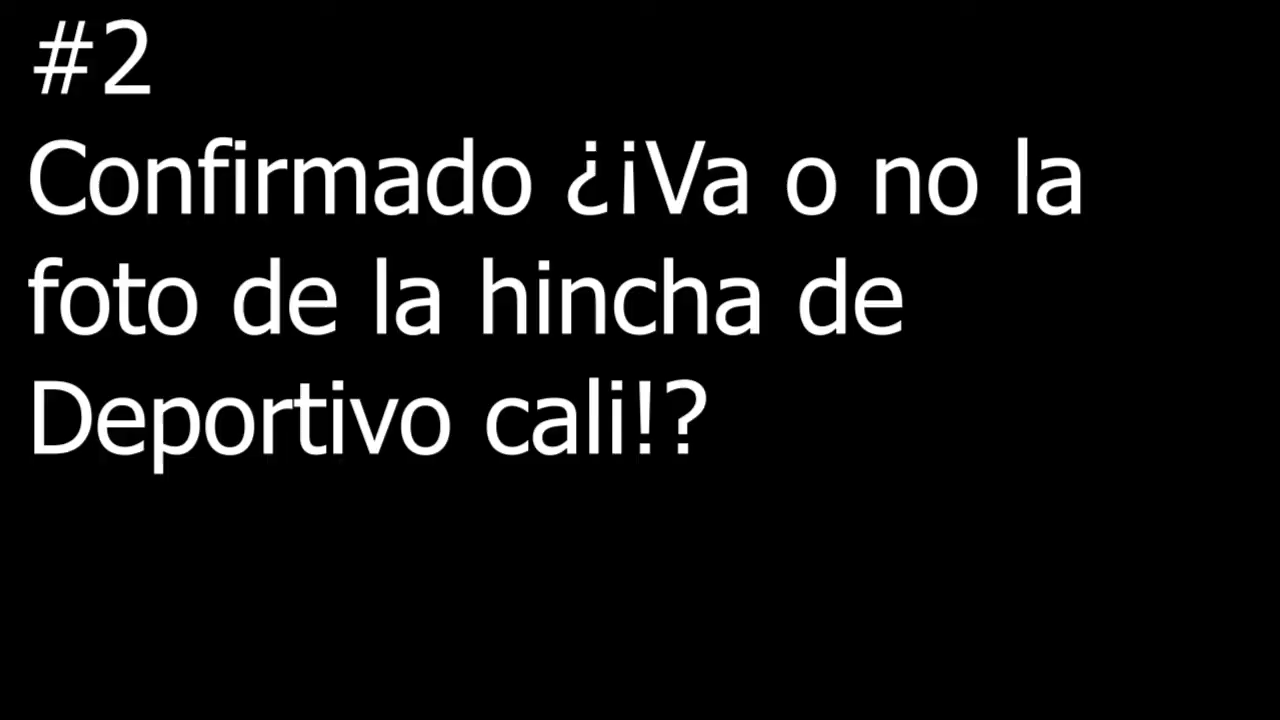 #2
Confirmado ¿¡Va o no la
foto de la hincha de
Deportivo cali!?